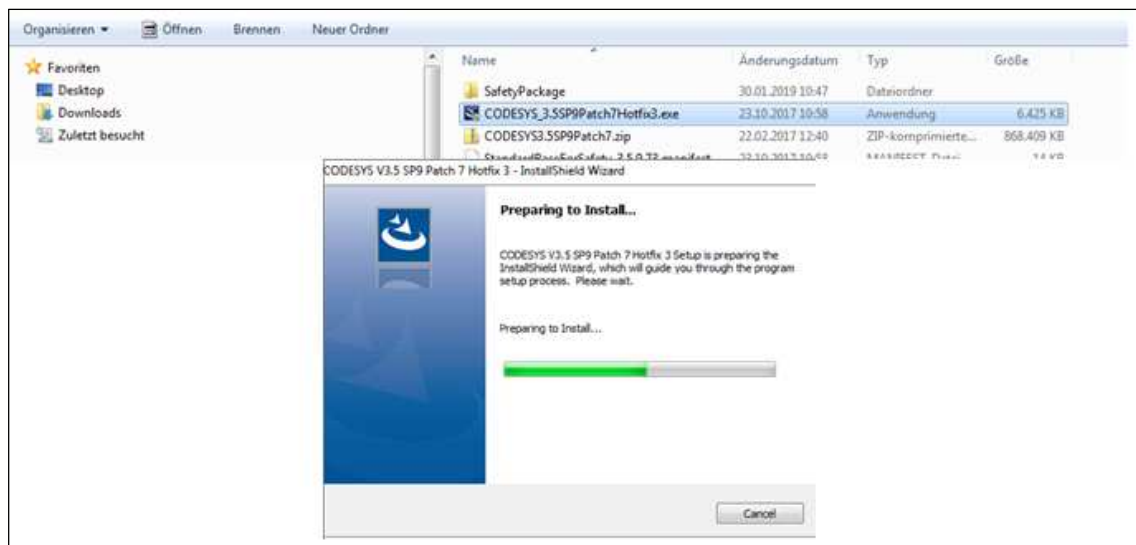 Organisieren Öffnen Brennen Neuer Ordner
Favoriten
Desktop
Downloads
Zuletzt besucht
Name Änderungsdatum Typ Größe
SafetyPackage 30.01.2019 10:47 Dateiordner
CODESYS_3.5SP9Patch7Hotfix3.exe 23.10.2017 10:58 Anwendung 6.425 KB
CODESYS3.5SP9Patch7.zip 22.02.2017 12:40 ZIP-komprimierte... 868.409 KB
CODESYS V3.5 SP9 Patch 7 Hotfix 3 - InstallShield Wizard
Preparing to Install...
CODESYS V3.5 SP9 Patch 7 Hotfix 3 Setup is preparing the
InstallShield Wizard, which will guide you through the program
setup process. Please wait.
Preparing to Install...
Cancel